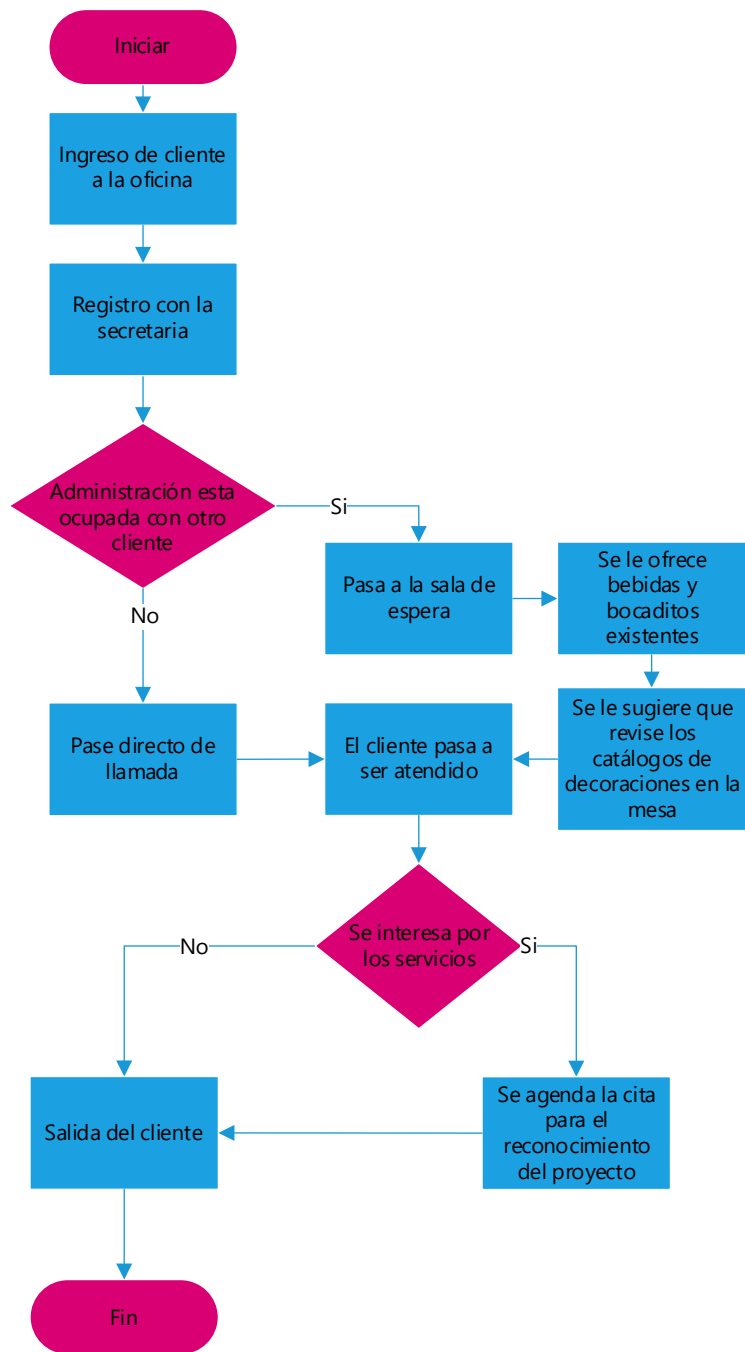 Iniciar
Ingreso de cliente
a la oficina
Registro con la
secretaria
Administración esta
ocupada con otro
cliente
Si
No
Pasa a la sala de
espera
Se le ofrece
bebidas y
bocaditos
existentes
Pase directo de
llamada
El cliente pasa a
ser atendido
Se le sugiere que
revise los
catálogos de
decoraciones en la
mesa
Se interesa por
los servicios
No
Si
Salida del cliente
Se agenda la cita
para el
reconocimiento
del proyecto
Fin